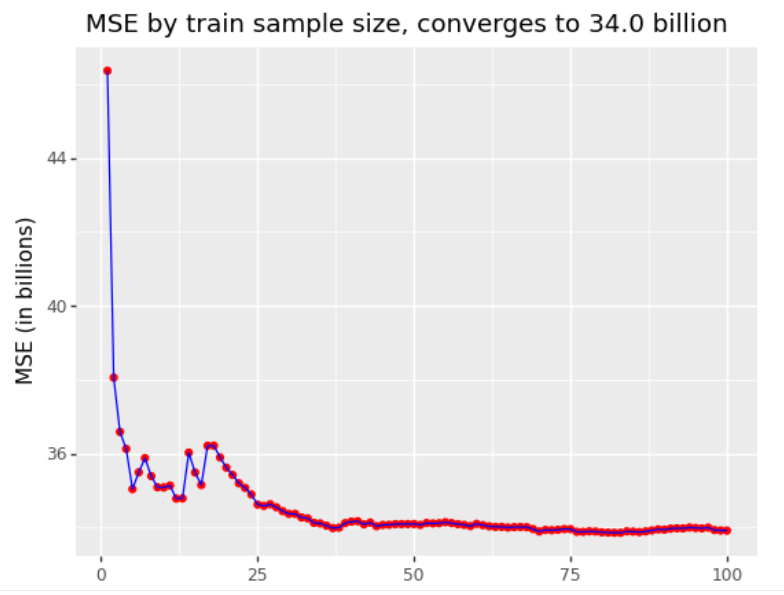 MSE by train sample size, converges to 34.0 billion
MSE (in billions)
44
40
36
0 25 50 75 100